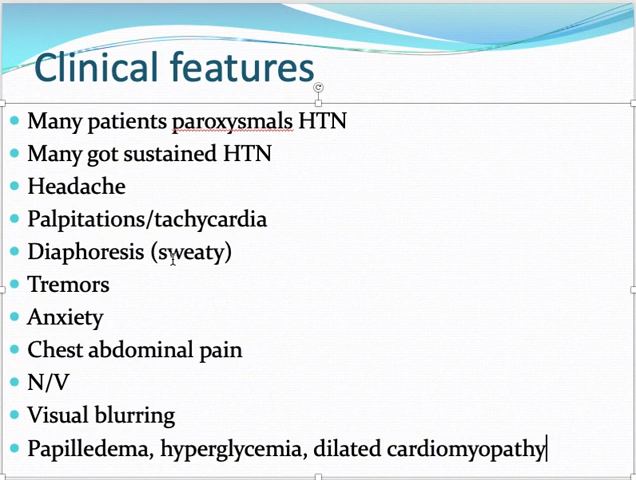 Clinical features
Many patients paroxysmals HTN
Many got sustained HTN
Headache
Palpitations/tachycardia
Diaphoresis (sweaty)
Tremors
Anxiety
Chest abdominal pain
N/V
Visual blurring
Papilledema, hyperglycemia, dilated cardiomyopathy